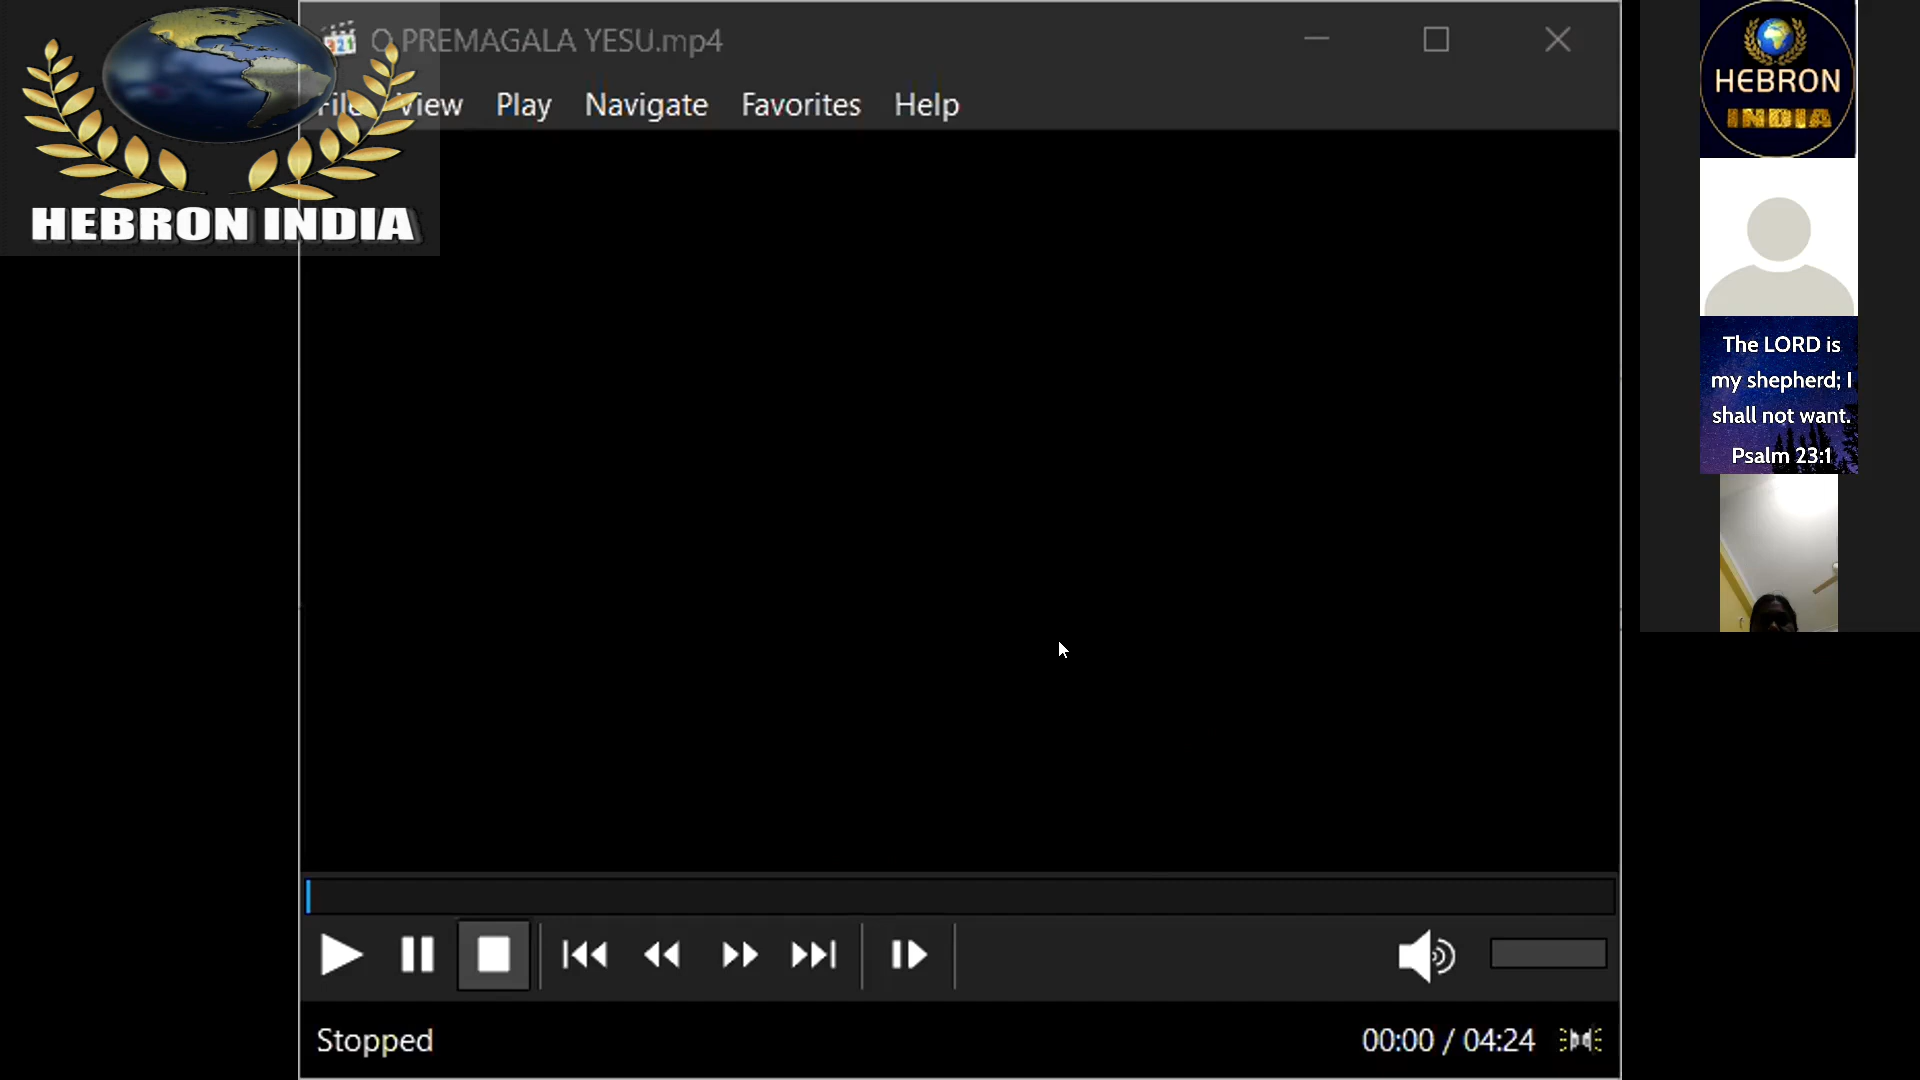 O PREMAGALA YESU.mp4
File View Play Navigate Favorites Help
HEBRON INDIA
Stopped
00:00 / 04:24
HEBRON
INDIA
The LORD is
my shepherd; I
shall not want.
Psalm 23:1